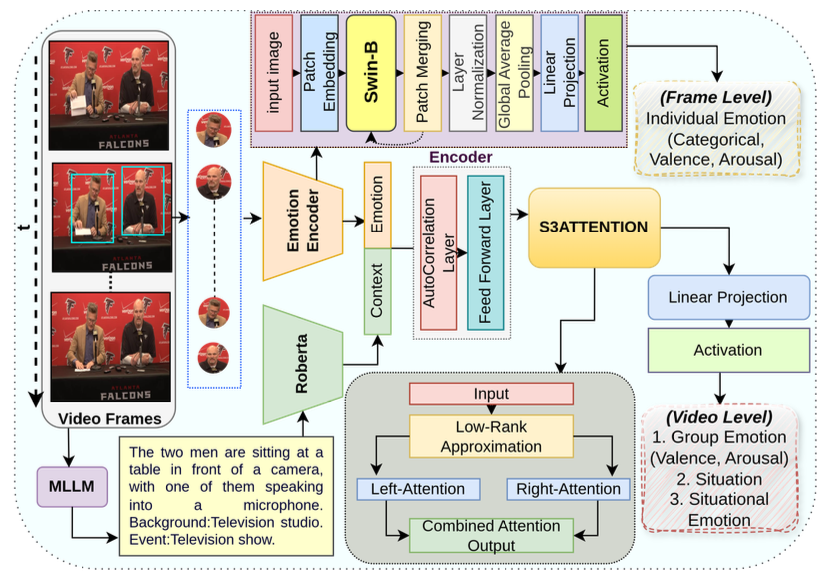 input image
Patch
Embedding
Swin-B
Patch Merging
Layer
Normalization
Global Average
Pooling
Linear
Projection
Activation
(Frame Level)
Individual Emotion
(Categorical,
Valence, Arousal)
ATLANTA
FALCONS
FALCONS
FALCONS
t
Video Frames
Emotion
Encoder
Emotion
Context
Encoder
AutoCorrelation
Layer
Feed Forward Layer
S3ATTENTION
Linear Projection
Activation
(Video Level)
1. Group Emotion
(Valence, Arousal)
2. Situation
3. Situational
Emotion
Roberta
MLLM
The two men are sitting at a
table in front of a camera,
with one of them speaking
into a microphone.
Background:Television studio.
Event:Television show.
Input
Low-Rank
Approximation
Left-Attention
Right-Attention
Combined Attention
Output